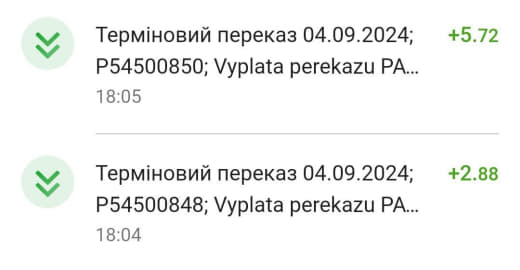 Терміновий переказ 04.09.2024; +5.72
P54500850; Vyplata perekazu PA...
18:05
Терміновий переказ 04.09.2024; +2.88
P54500848; Vyplata perekazu PA...
18:04